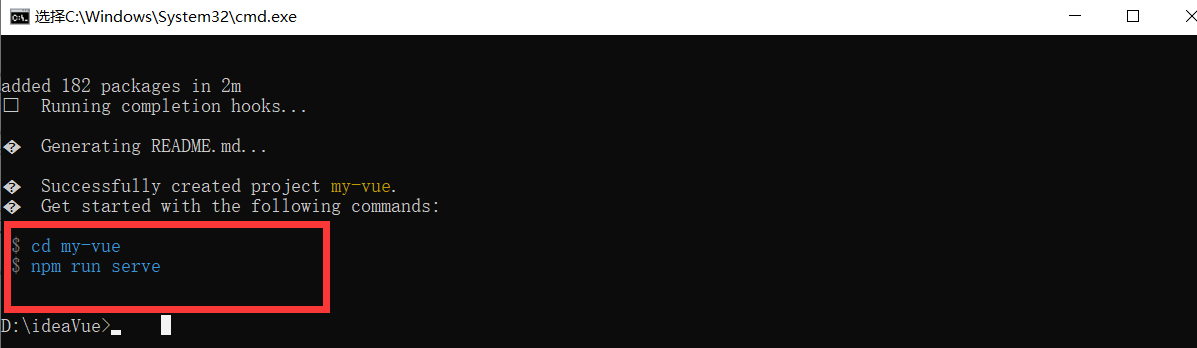 选择C:\Windows\System32\cmd.exe
added 182 packages in 2m
Running completion hooks...
� Generating README.md...
� Successfully created project my-vue.
� Get started with the following commands:
$ cd my-vue
$ npm run serve
D:\ideaVue>